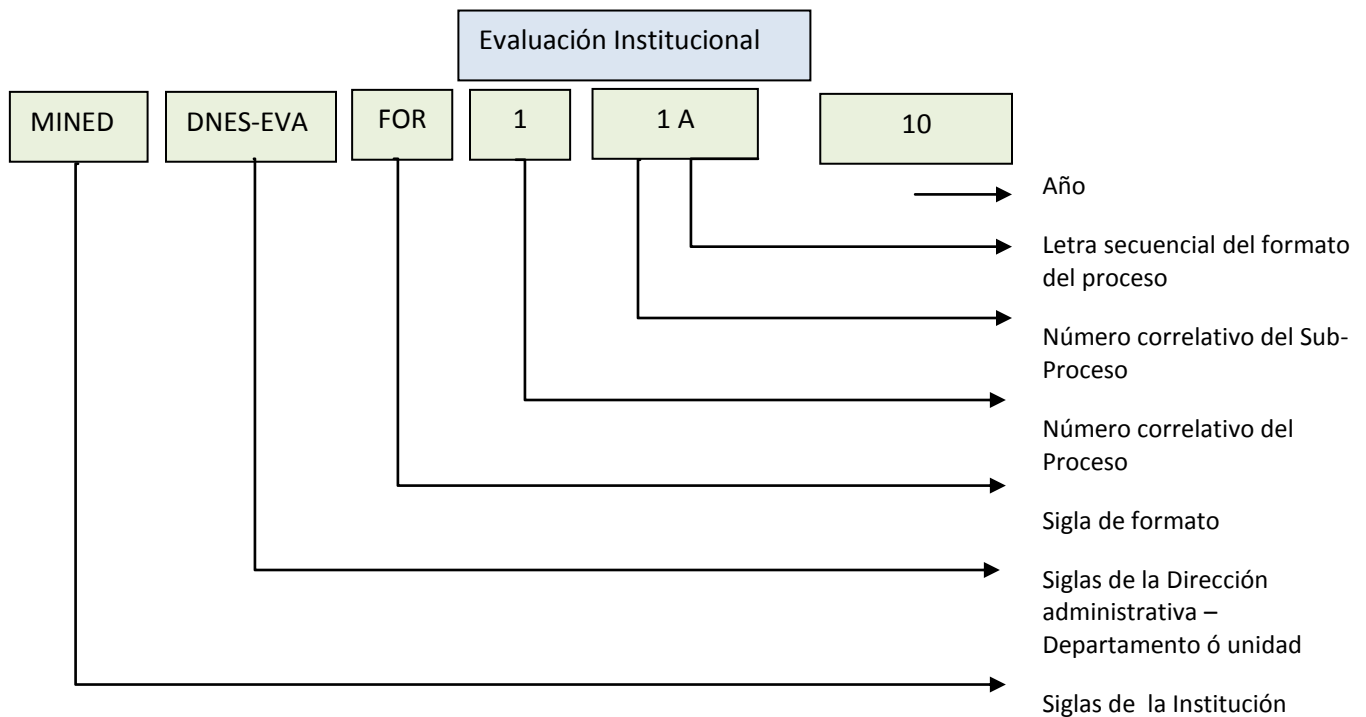 Evaluación Institucional
MINED
DNES-EVA
FOR
1
1 A
10
Año
Letra secuencial del formato
del proceso
Número correlativo del Sub-
Proceso
Número correlativo del
Proceso
Sigla de formato
Siglas de la Dirección
administrativa –
Departamento ó unidad
Siglas de la Institución